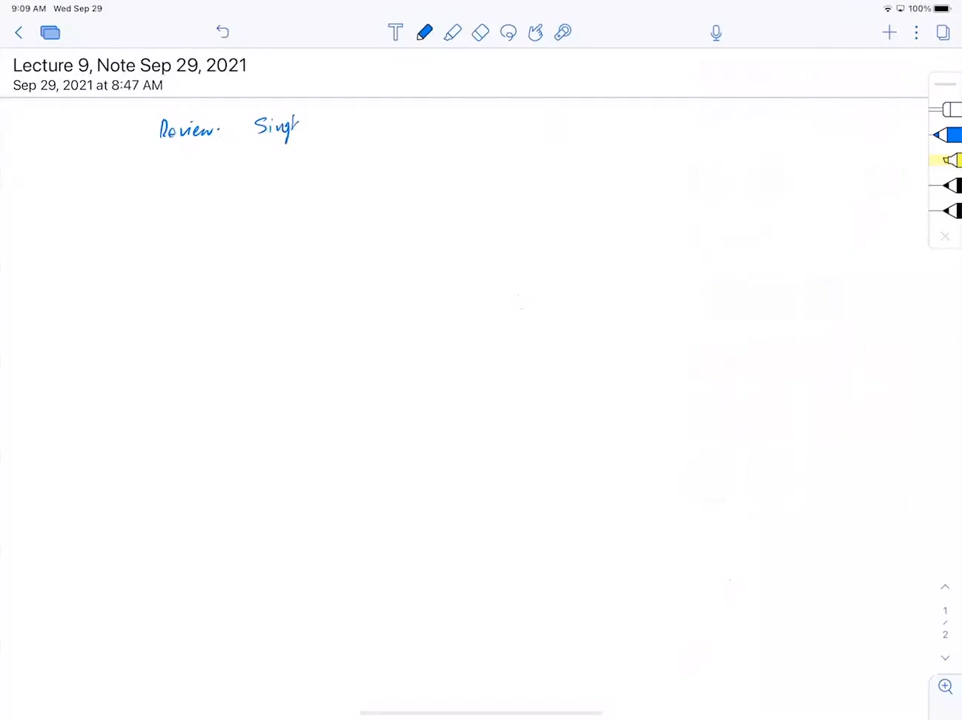 9:09 AM Wed Sep 29
100%
Lecture 9, Note Sep 29, 2021
Sep 29, 2021 at 8:47 AM
Review. Singl
1
/
2